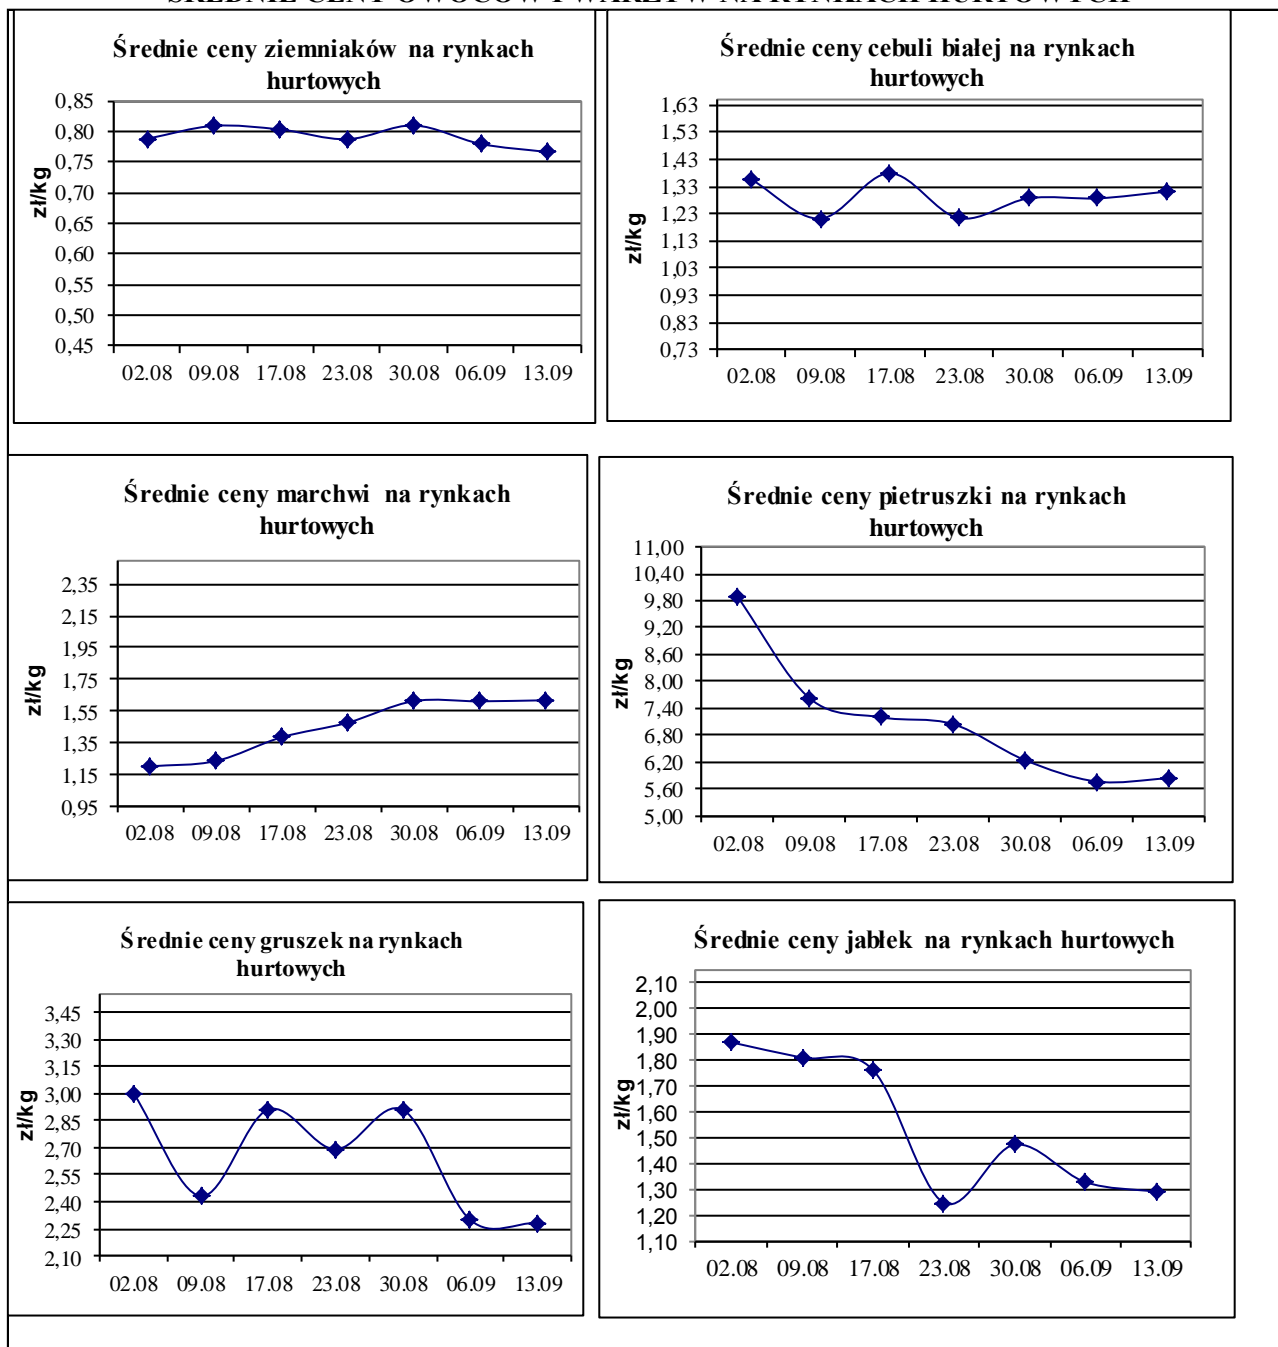 ŚREDNIE CENY OWOCÓW I WARZYW NA RYNKACH HURTOWYCH
Średnie ceny ziemniaków na rynkach
hurtowych
zł/kg
0,85
0,80
0,75
0,70
0,65
0,60
0,55
0,50
0,45
02.08 09.08 17.08 23.08 30.08 06.09 13.09
Średnie ceny cebuli białej na rynkach
hurtowych
zł/kg
1,63
1,53
1,43
1,33
1,23
1,13
1,03
0,93
0,83
0,73
02.08 09.08 17.08 23.08 30.08 06.09 13.09
Średnie ceny marchwi na rynkach
hurtowych
zł/kg
2,35
2,15
1,95
1,75
1,55
1,35
1,15
0,95
02.08 09.08 17.08 23.08 30.08 06.09 13.09
Średnie ceny pietruszki na rynkach
hurtowych
zł/kg
11,00
10,40
9,80
9,20
8,60
8,00
7,40
6,80
6,20
5,60
5,00
02.08 09.08 17.08 23.08 30.08 06.09 13.09
Średnie ceny gruszek na rynkach
hurtowych
zł/kg
3,45
3,30
3,15
3,00
2,85
2,70
2,55
2,40
2,25
2,10
02.08 09.08 17.08 23.08 30.08 06.09 13.09
Średnie ceny jabłek na rynkach hurtowych
zł/kg
2,10
2,00
1,90
1,80
1,70
1,60
1,50
1,40
1,30
1,20
1,10
02.08 09.08 17.08 23.08 30.08 06.09 13.09